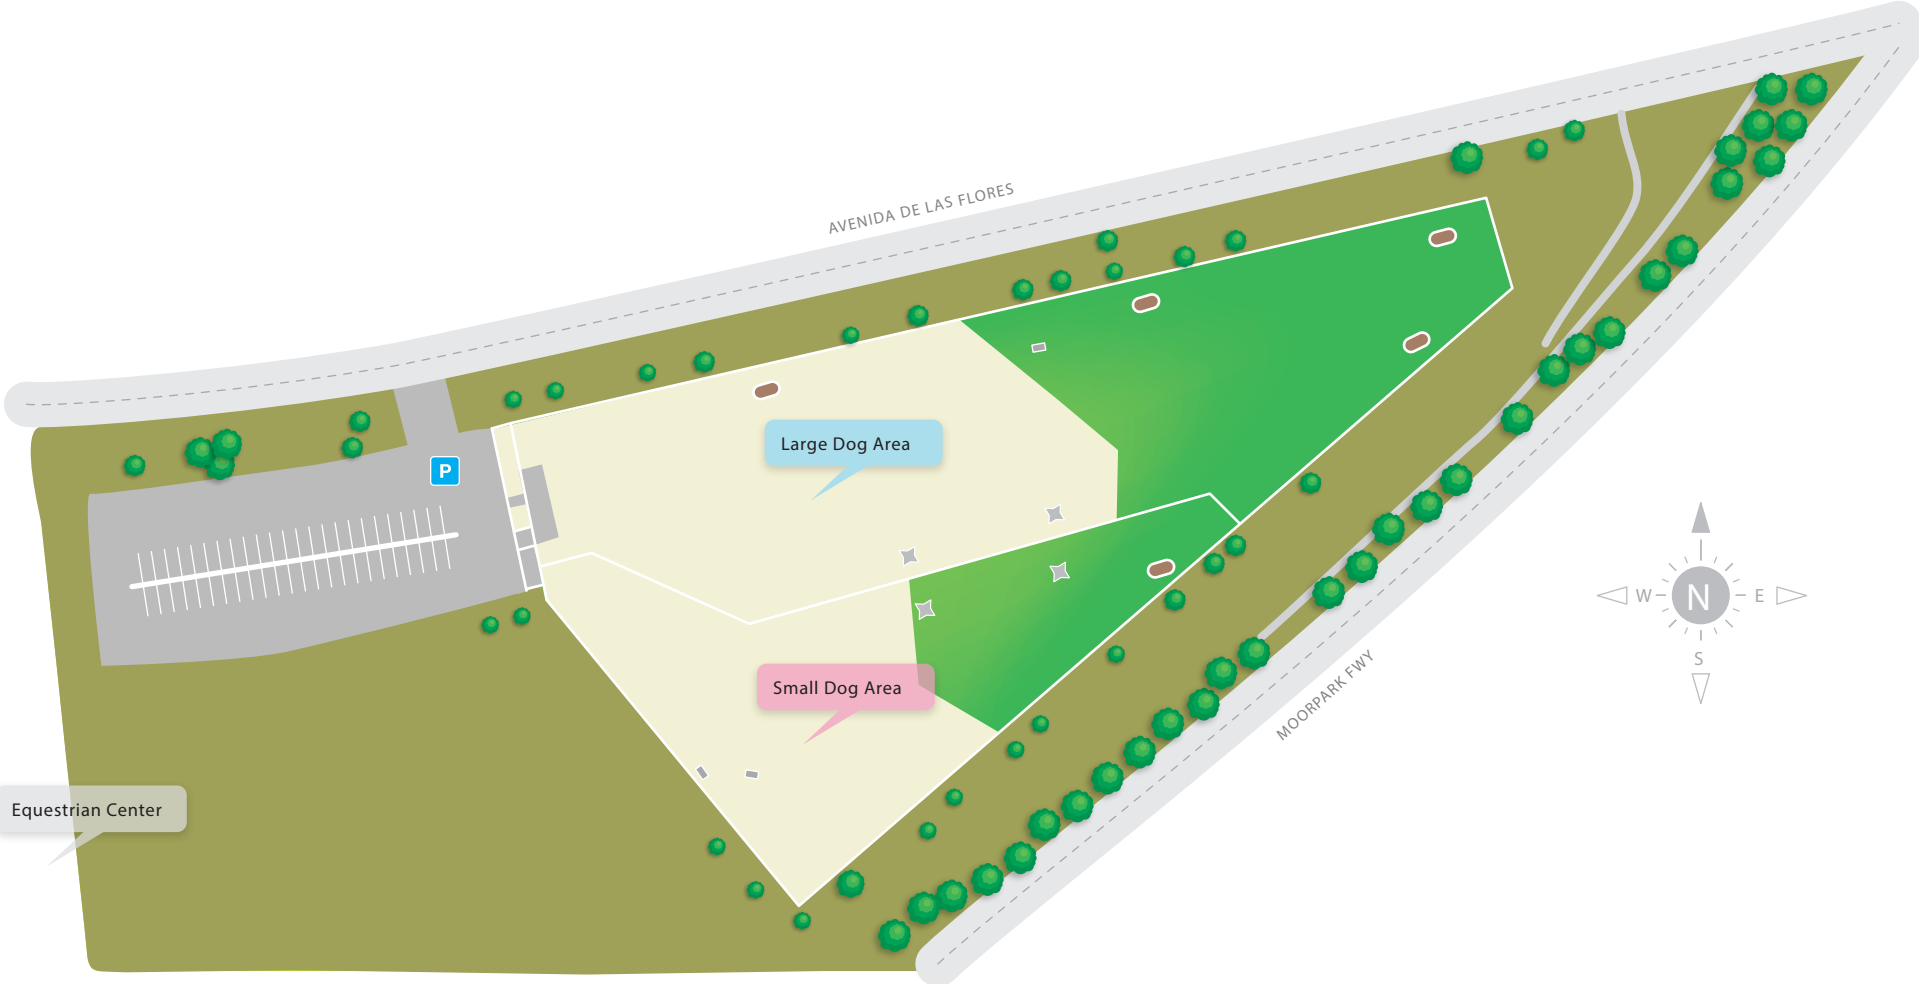 AVENIDA DE LAS FLORES
P
Large Dog Area
Small Dog Area
Equestrian Center
MOORPARK FWY
W N E
S